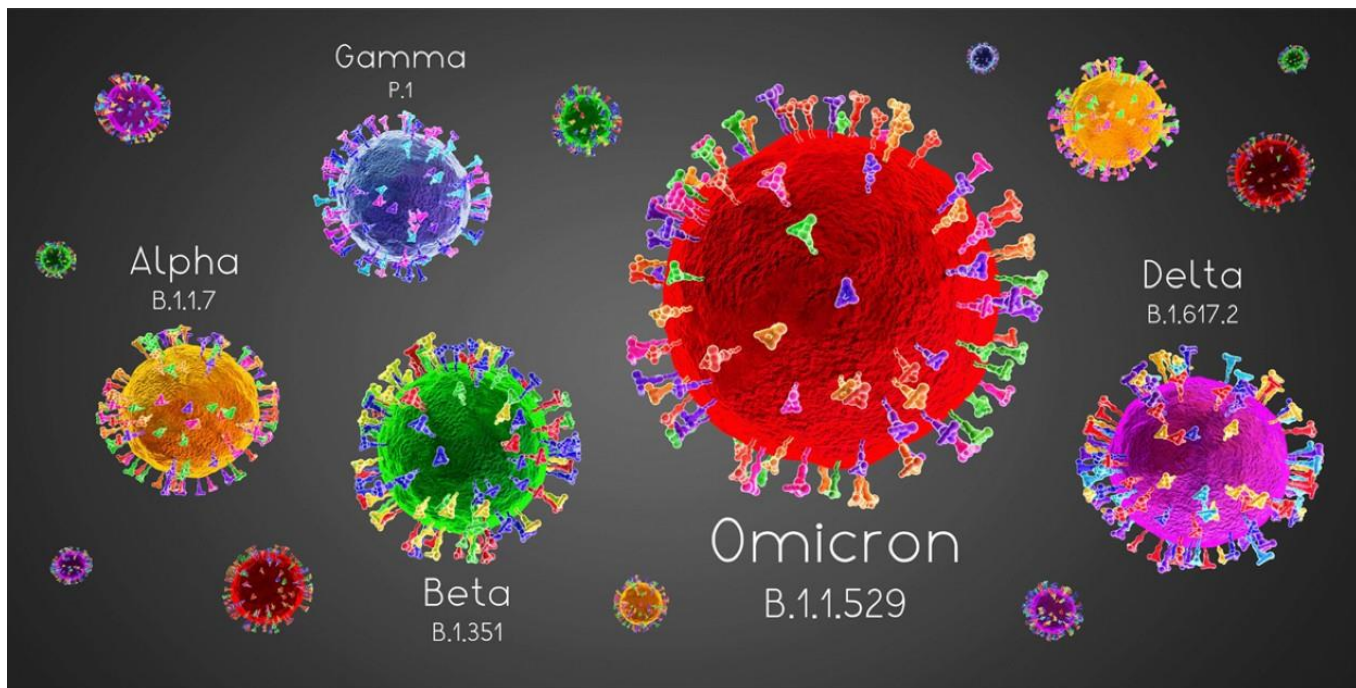 Gamma
P.1
Alpha
B.1.1.7
Delta
B.1.617.2
Omicron
B.1.1.529
Beta
B.1.351